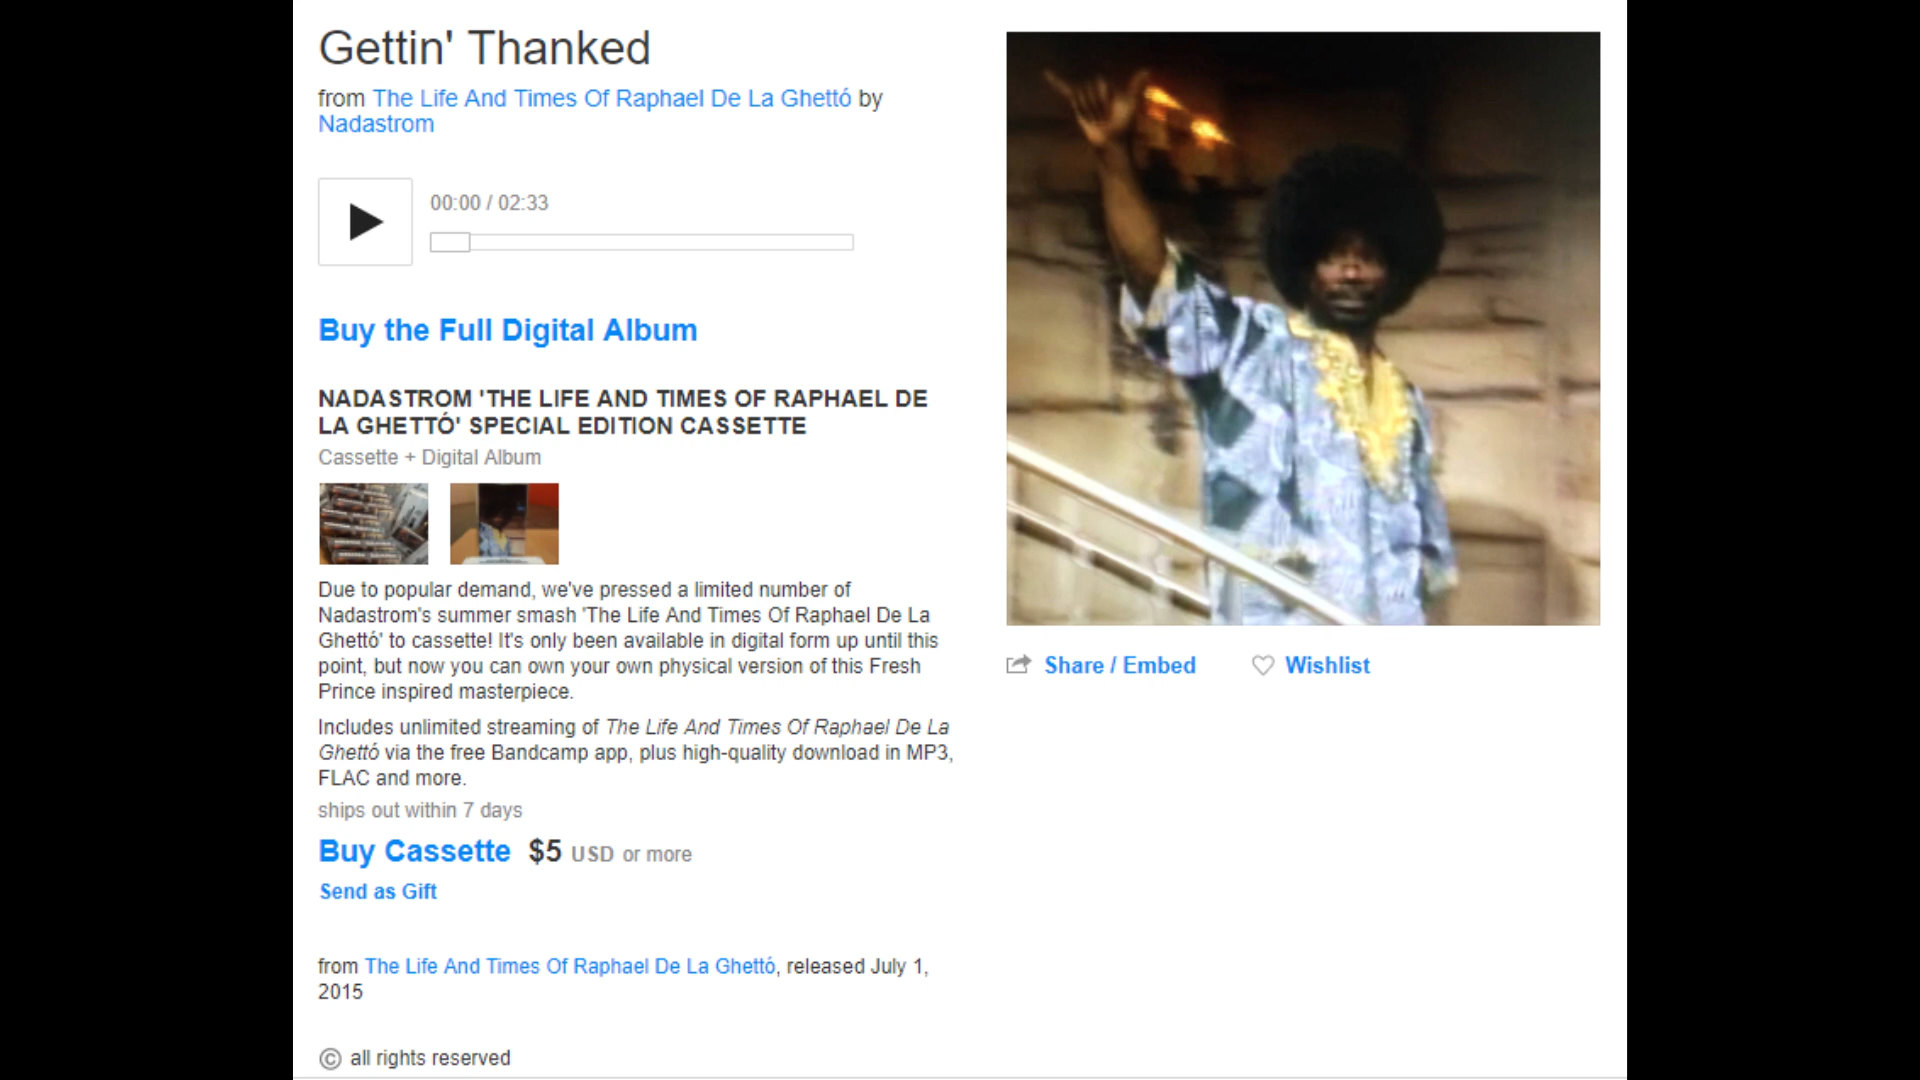 Gettin' Thanked
from The Life And Times Of Raphael De La Ghettó by
Nadastrom
00:00 / 02:33
Buy the Full Digital Album
NADASTROM 'THE LIFE AND TIMES OF RAPHAEL DE
LA GHETTÓ' SPECIAL EDITION CASSETTE
Cassette + Digital Album
Due to popular demand, we've pressed a limited number of
Nadastrom's summer smash 'The Life And Times Of Raphael De La
Ghettó' to cassette! It's only been available in digital form up until this
point, but now you can own your own physical version of this Fresh
Prince inspired masterpiece.
Includes unlimited streaming of The Life And Times Of Raphael De La
Ghettó via the free Bandcamp app, plus high-quality download in MP3,
FLAC and more.
ships out within 7 days
Buy Cassette $5 USD or more
Send as Gift
from The Life And Times Of Raphael De La Ghettó, released July 1,
2015
© all rights reserved
Share / Embed
Wishlist